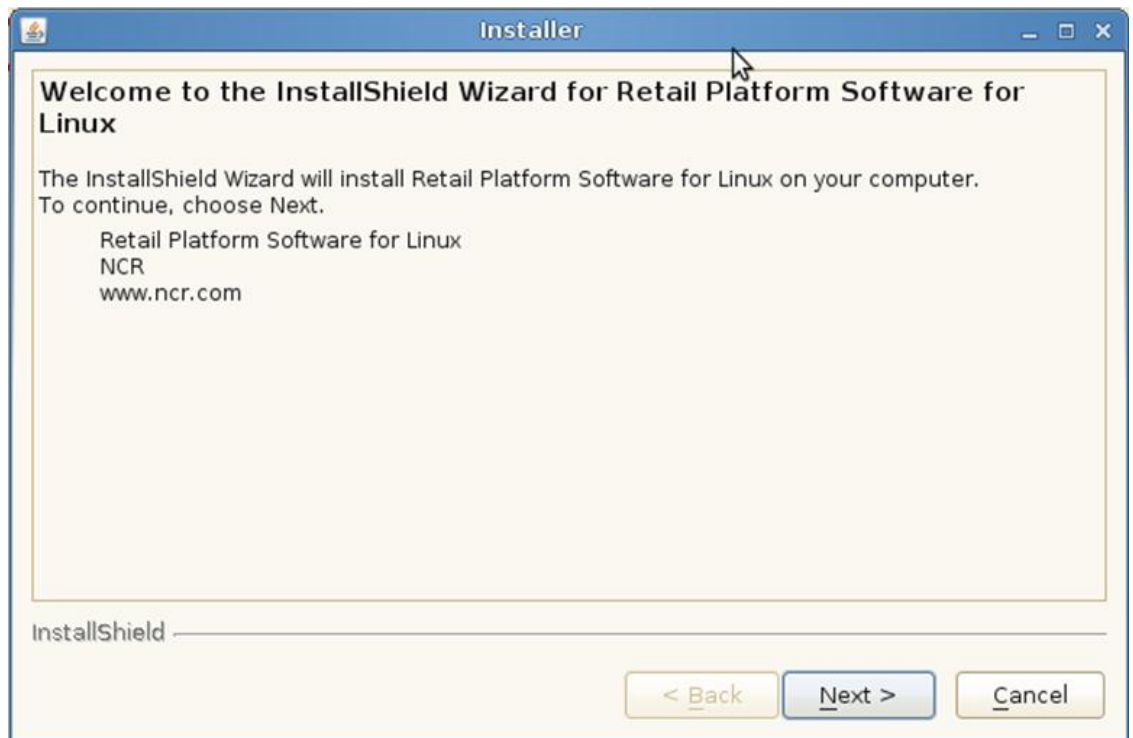 Installer
Welcome to the InstallShield Wizard for Retail Platform Software for
Linux
The InstallShield Wizard will install Retail Platform Software for Linux on your computer.
To continue, choose Next.
Retail Platform Software for Linux
NCR
www.ncr.com
InstallShield
< Back
Next >
Cancel